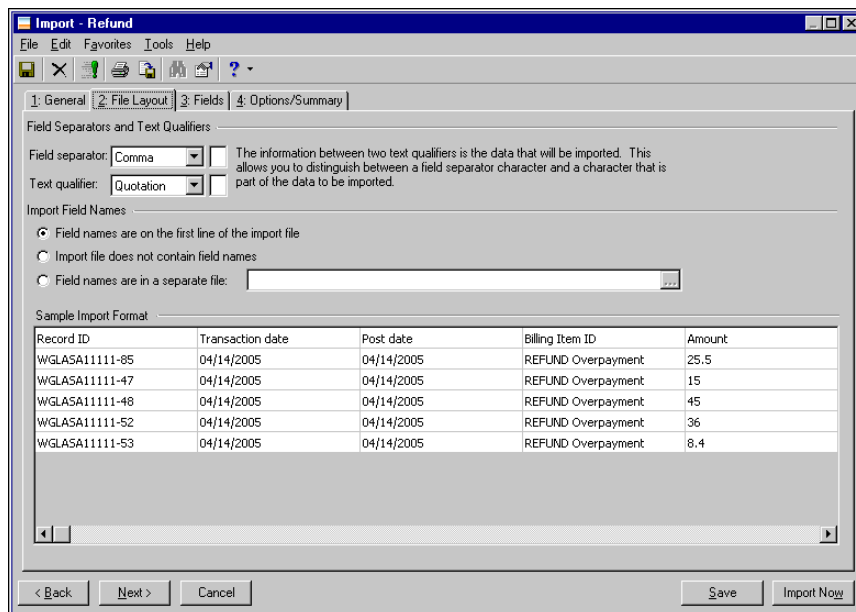 Import - Refund
File Edit Favorites Tools Help
1: General 2: File Layout 3: Fields 4: Options/Summary
Field Separators and Text Qualifiers
Field separator: Comma
The information between two text qualifiers is the data that will be imported. This
allows you to distinguish between a field separator character and a character that is
part of the data to be imported.
Text qualifier: Quotation
Import Field Names
Field names are on the first line of the import file
Import file does not contain field names
Field names are in a separate file: ...
Sample Import Format
Record ID Transaction date Post date Billing Item ID Amount
WGLASA11111-85 04/14/2005 04/14/2005 REFUND Overpayment 25.5
WGLASA11111-47 04/14/2005 04/14/2005 REFUND Overpayment 15
WGLASA11111-48 04/14/2005 04/14/2005 REFUND Overpayment 45
WGLASA11111-52 04/14/2005 04/14/2005 REFUND Overpayment 36
WGLASA11111-53 04/14/2005 04/14/2005 REFUND Overpayment 8.4
< Back Next > Cancel Save Import Now